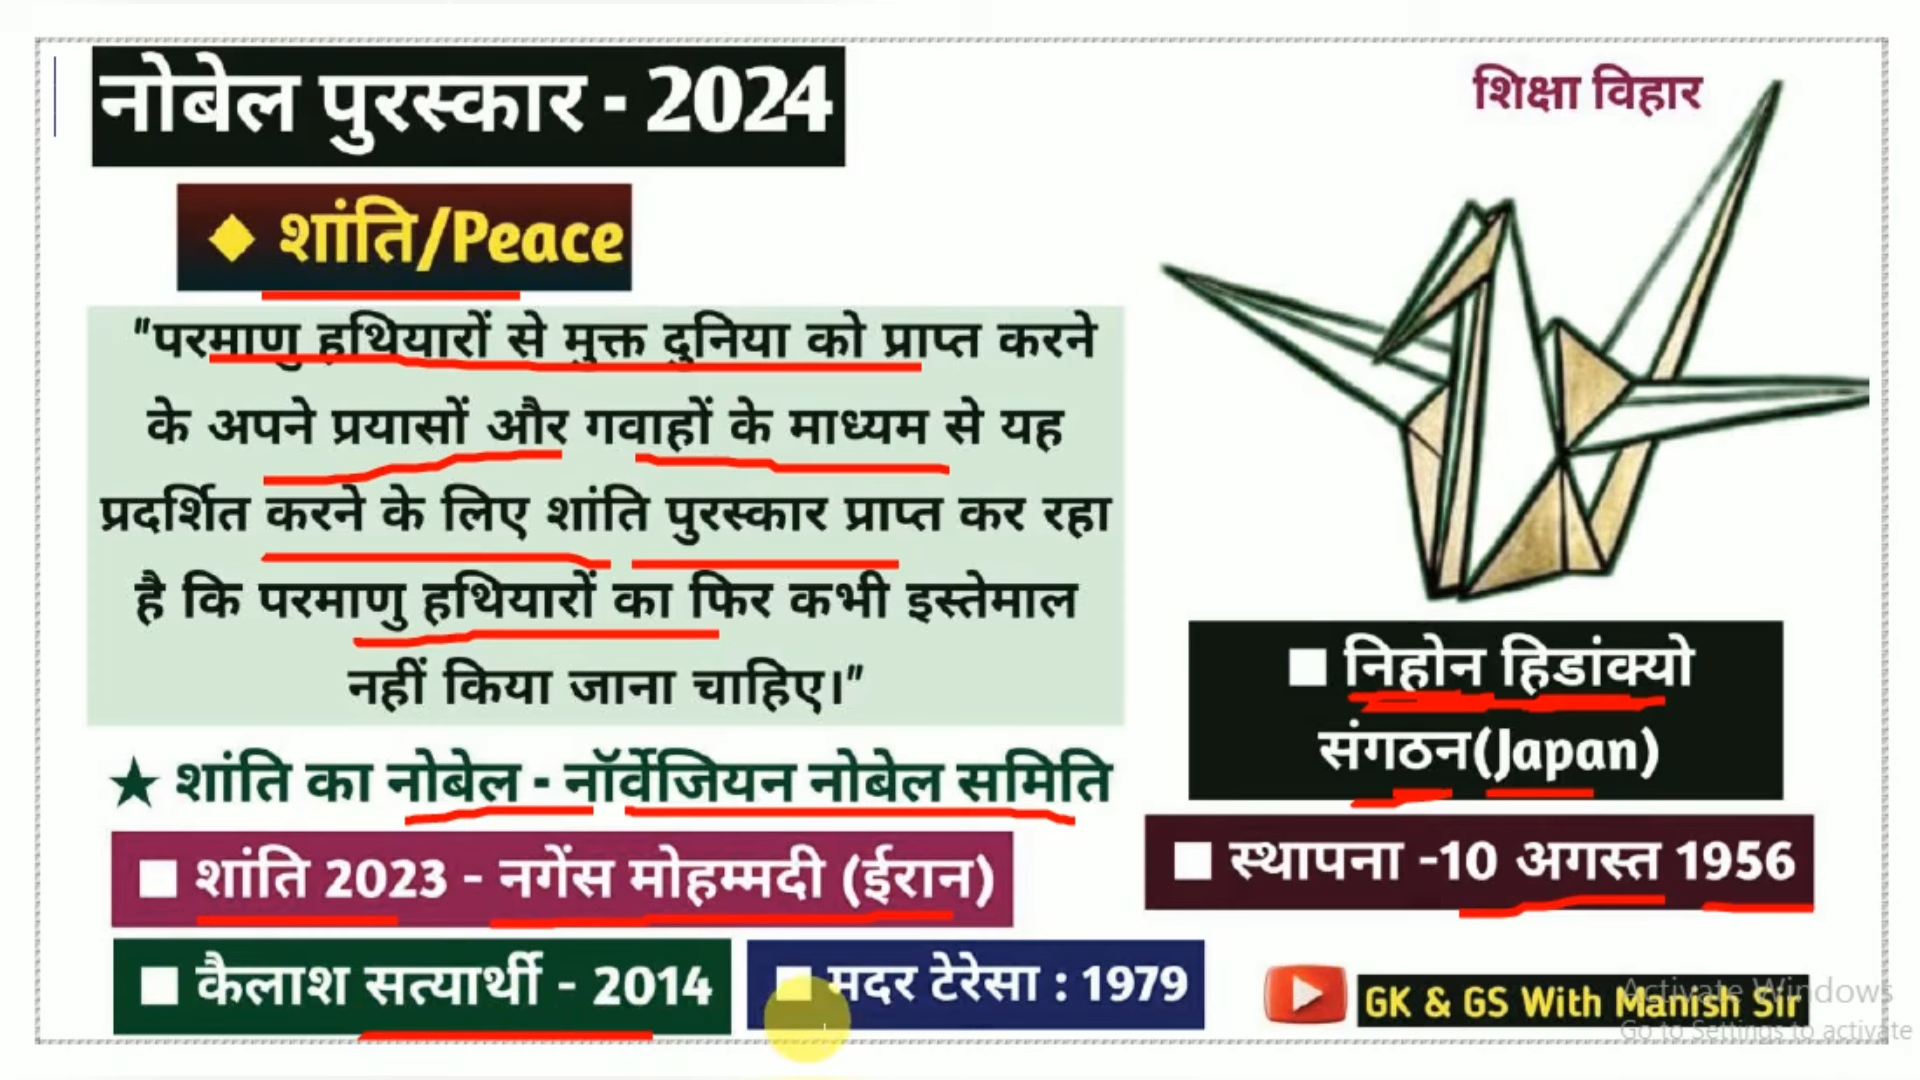 नोबेल पुरस्कार - 2024
शिक्षा विहार
◆ शांति/Peace
"परमाणु हथियारों से मुक्त दुनिया को प्राप्त करने
के अपने प्रयासों और गवाहों के माध्यम से यह
प्रदर्शित करने के लिए शांति पुरस्कार प्राप्त कर रहा
है कि परमाणु हथियारों का फिर कभी इस्तेमाल
नहीं किया जाना चाहिए।"
★ शांति का नोबेल - नॉर्वेजियन नोबेल समिति
■ शांति 2023 - नर्गेस मोहम्मदी (ईरान)
■ कैलाश सत्यार्थी - 2014
■ मदर टेरेसा : 1979
■ निहोन हिडांक्यो
संगठन(Japan)
■ स्थापना -10 अगस्त 1956
GK & GS With Manish Sir
Activate Windows
Go to Settings to activate